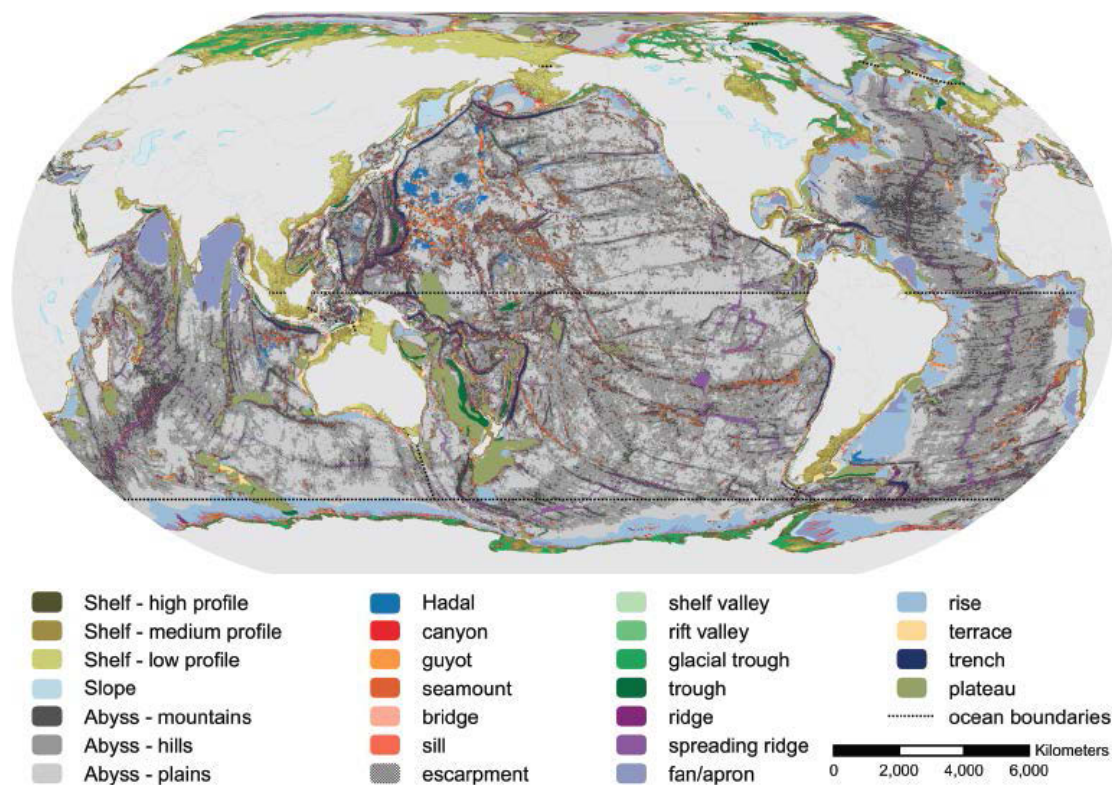 Shelf - high profile
Shelf - medium profile
Shelf - low profile
Slope
Abyss - mountains
Abyss - hills
Abyss - plains
Hadal
canyon
guyot
seamount
bridge
sill
escarpment
shelf valley
rift valley
glacial trough
trough
ridge
spreading ridge
fan/apron
rise
terrace
trench
plateau
ocean boundaries
Kilometers
0 2,000 4,000 6,000